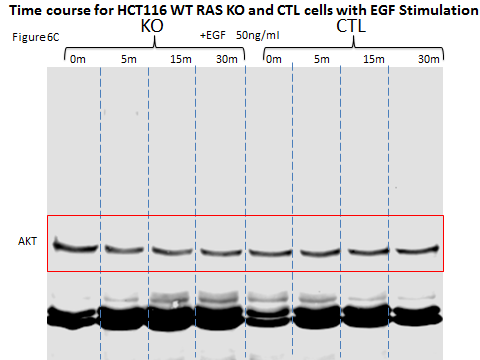 Time course for HCT116 WT RAS KO and CTL cells with EGF Stimulation
Figure6C KO +EGF 50ng/ml CTL
0m 5m 15m 30m 0m 5m 15m 30m
AKT